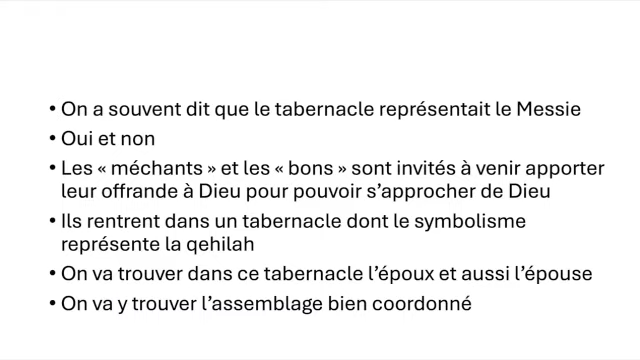 • On a souvent dit que le tabernacle représentait le Messie
• Oui et non
• Les « méchants » et les « bons » sont invités à venir apporter
leur offrande à Dieu pour pouvoir s’approcher de Dieu
• Ils rentrent dans un tabernacle dont le symbolisme
représente la qehilah
• On va trouver dans ce tabernacle l’époux et aussi l’épouse
• On va y trouver l’assemblage bien coordonné